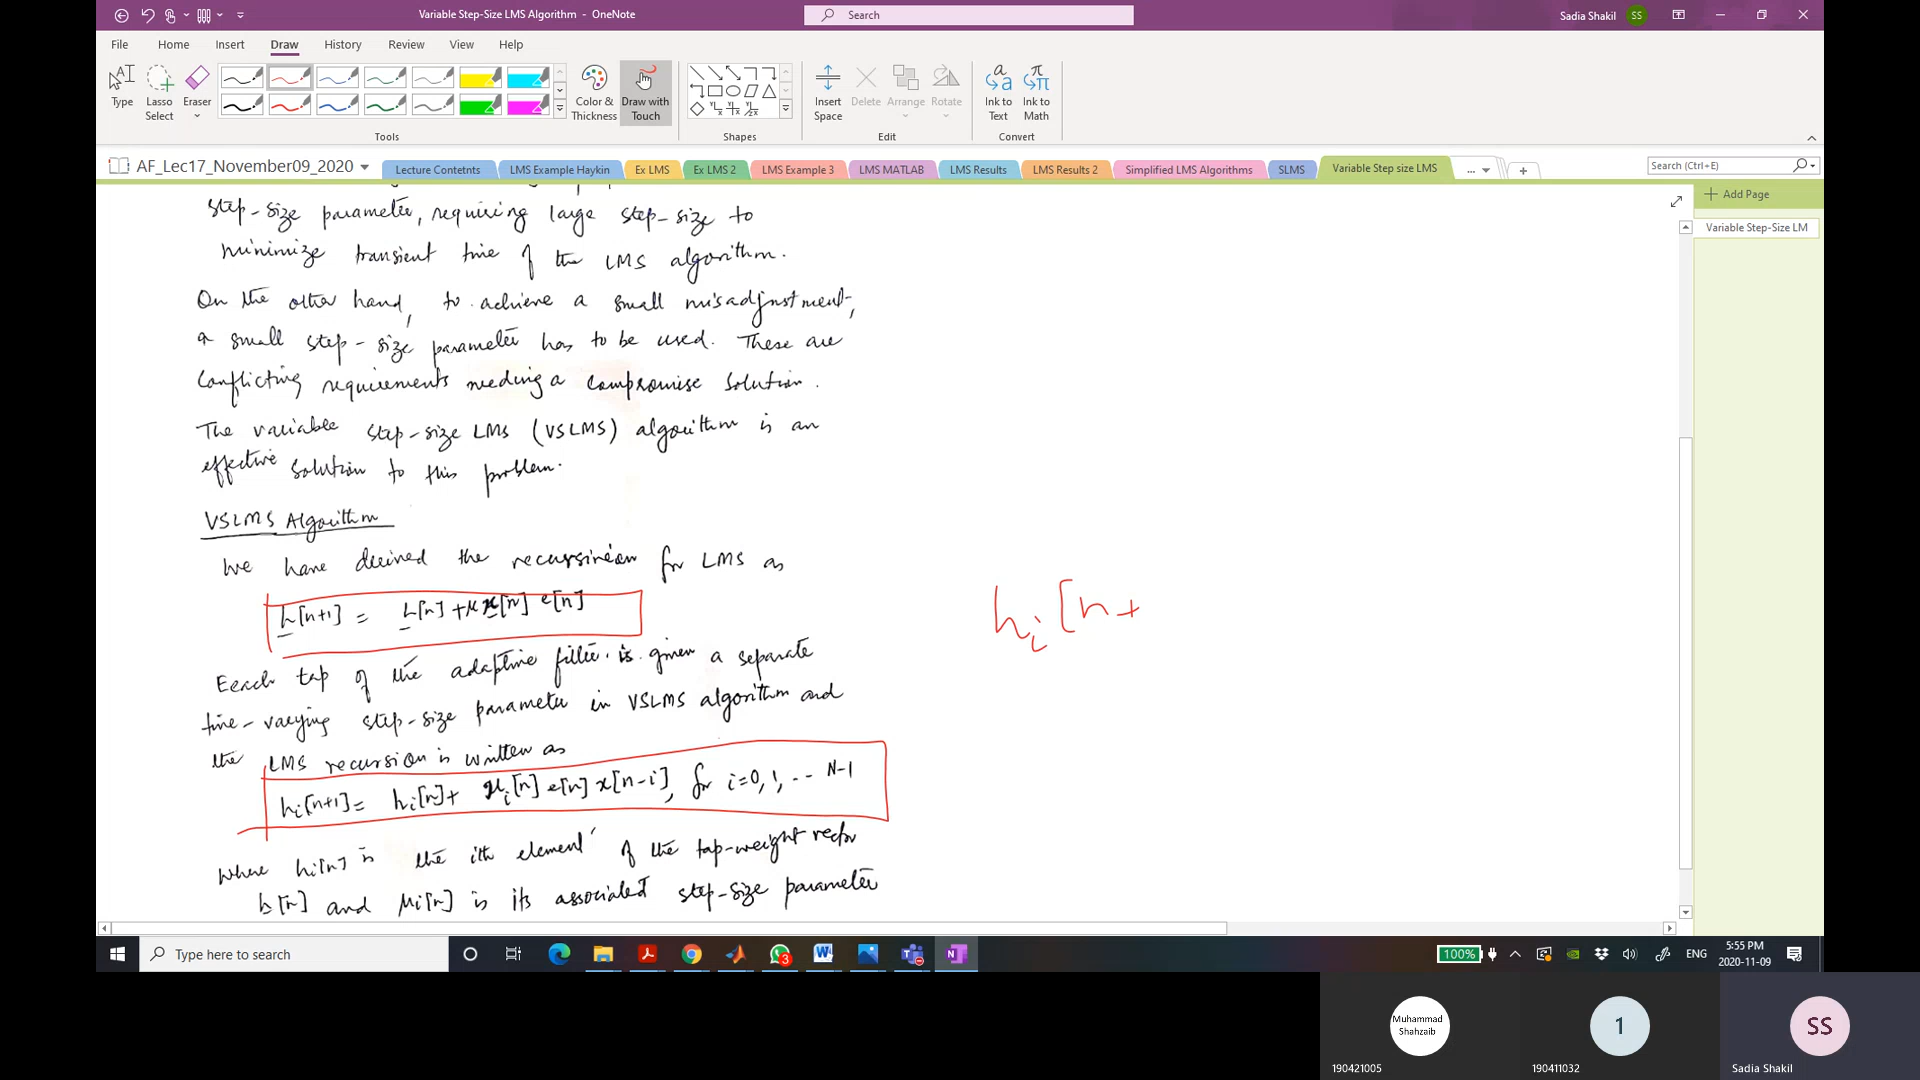 Variable Step-Size LMS Algorithm - OneNote
Search
Sadia Shakil
SS
File Home Insert Draw History Review View Help
Type
Lasso Select
Eraser
Color & Thickness
Draw with Touch
Insert Space
Delete
Arrange
Rotate
Ink to Text
Ink to Math
Tools
Shapes
Edit
Convert
AF_Lec17_November09_2020
Lecture Contetnts
LMS Example Haykin
Ex LMS
Ex LMS 2
LMS Example 3
LMS MATLAB
LMS Results
LMS Results 2
Simplified LMS Algorithms
SLMS
Variable Step size LMS
...
Search (Ctrl+E)
Add Page
Variable Step-Size LM
step-size parameter, requiring large step-size to
minimize transient time of the LMS algorithm.
On the other hand, to achieve a small misadjustment,
a small step-size parameter has to be used. These are
Conflicting requirements needing a compromise solution.
The variable step-size LMS (VSLMS) algorithm is an
effective solution to this problem.
VSLMS Algorithm
We have derived the for LMS as
h[n+1] = h[n] + μ x[n] e[n]
Eeach tap of the adaptive filter is given a separate
time-varying step-size parameter in VSLMS algorithm and
the LMS recursion is written as
hi[n+1] = hi[n] + μi[n] e[n] x[n-i], for i=0, 1, -- N-1
where hi[n] is the ith element of the tap-weight vector
h[n] and μi[n] is its associated step-size parameter
hi[n+
Type here to search
3
100%
ENG
5:55 PM
2020-11-09
Muhammad Shahzaib
190421005
1
190411032
SS
Sadia Shakil